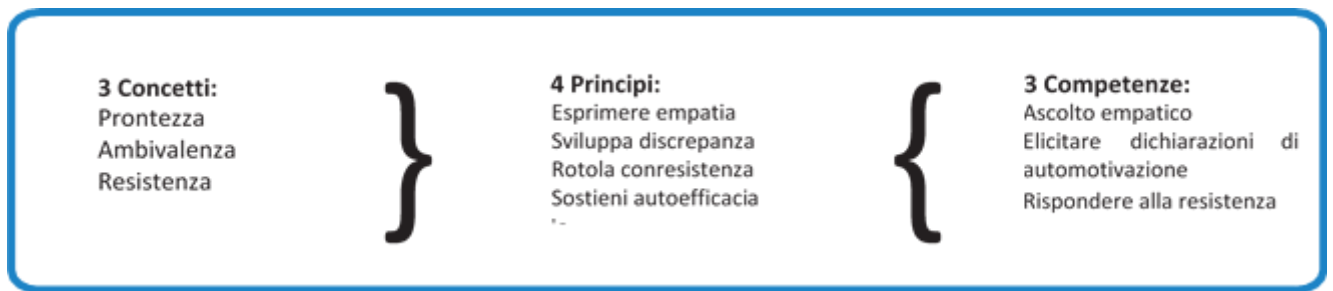 3 Concetti:
Prontezza
Ambivalenza
Resistenza
}
4 Principi:
Esprimere empatia
Sviluppa discrepanza
Rotola conresistenza
Sostieni autoefficacia
{
3 Competenze:
Ascolto empatico
Elicitare dichiarazioni di
automotivazione
Rispondere alla resistenza